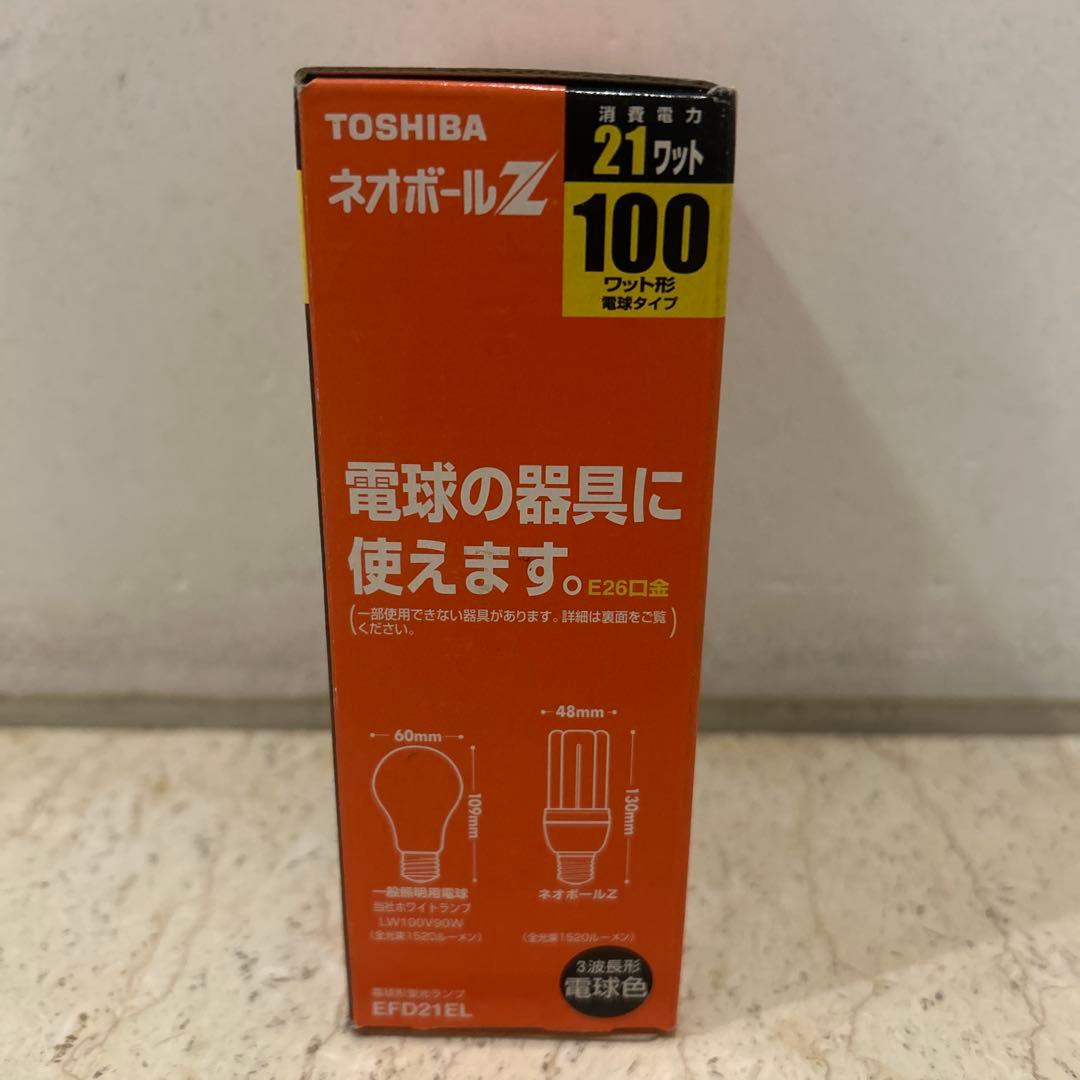 TOSHIBA
ネオボールZ
消費電力
21ワット
100
ワット形
電球タイプ
電球の器具に
使えます。E26口金
(一部使用できない器具があります。詳細は裏面をご覧
ください。)
60mm
109mm
一般照明用電球
当社ホワイトランプ
LW100V90W
(全光束1520ルーメン)
48mm
130mm
ネオボールZ
(全光束1520ルーメン)
3波長形
電球色
電球形蛍光ランプ
EFD21EL